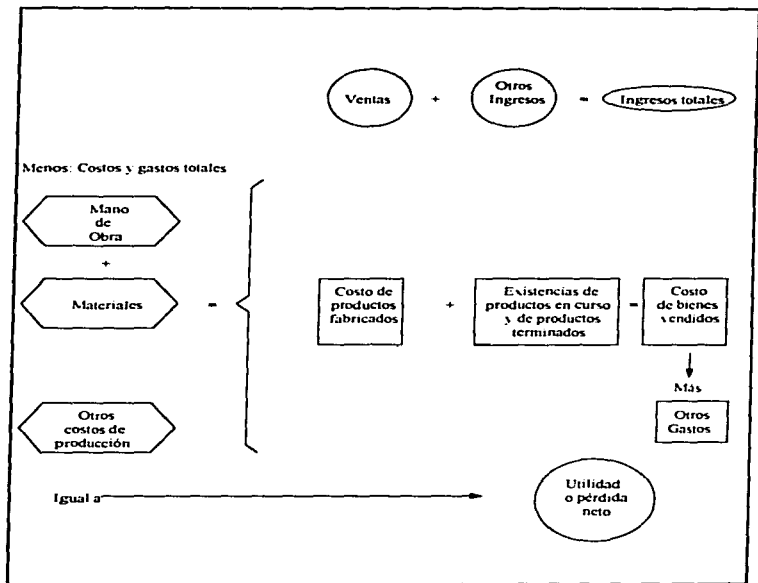 Ventas + Otros Ingresos = Ingresos totales
Menos: Costos y gastos totales
Mano
de
Obra
+
Materiales =
Otros
costos de
producción
Costo de
productos
fabricados
+
Existencias de
productos en curso
y de productos
terminados
=
Costo
de bienes
vendidos
Más
Otros
Gastos
Igual a
Utilidad
o pérdida
neto